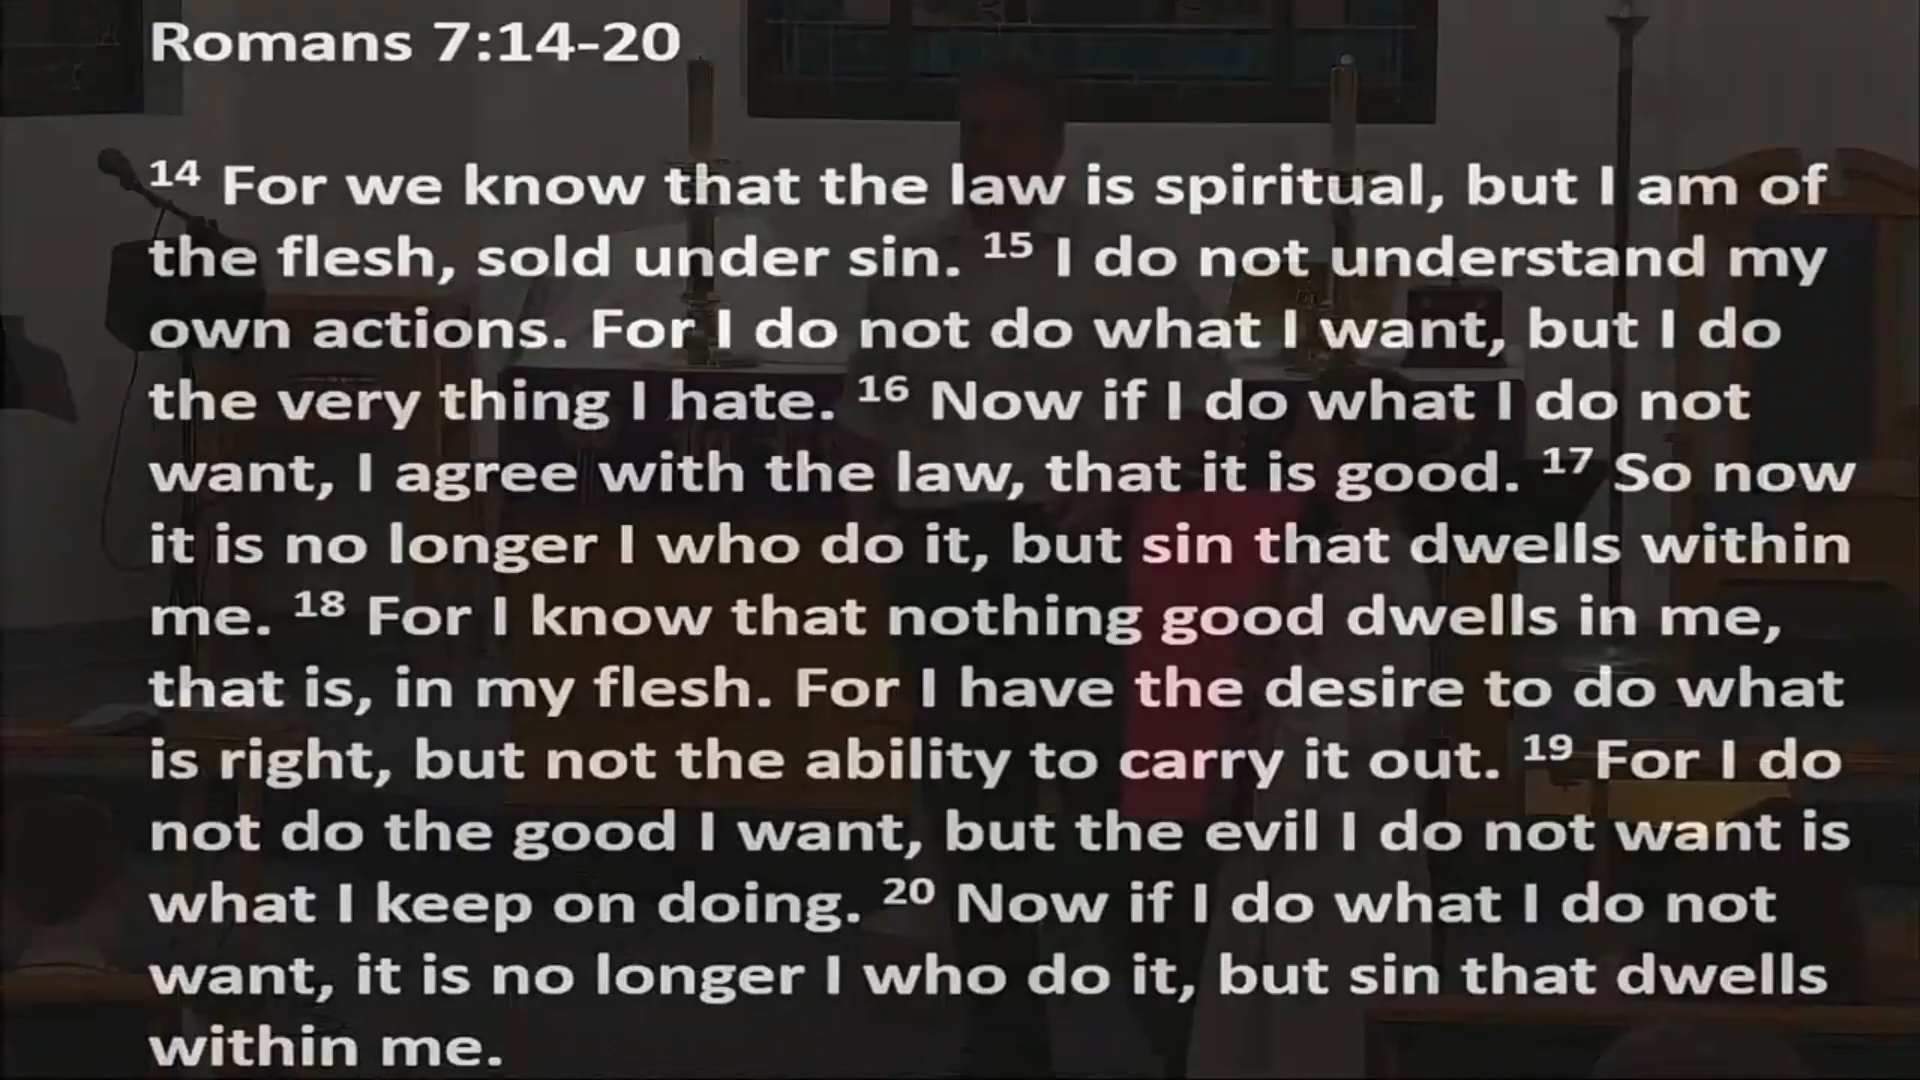 Romans 7:14-20
14 For we know that the law is spiritual, but I am of
the flesh, sold under sin. 15 I do not understand my
own actions. For I do not do what I want, but I do
the very thing I hate. 16 Now if I do what I do not
want, I agree with the law, that it is good. 17 So now
it is no longer I who do it, but sin that dwells within
me. 18 For I know that nothing good dwells in me,
that is, in my flesh. For I have the desire to do what
is right, but not the ability to carry it out. 19 For I do
not do the good I want, but the evil I do not want is
what I keep on doing. 20 Now if I do what I do not
want, it is no longer I who do it, but sin that dwells
within me.